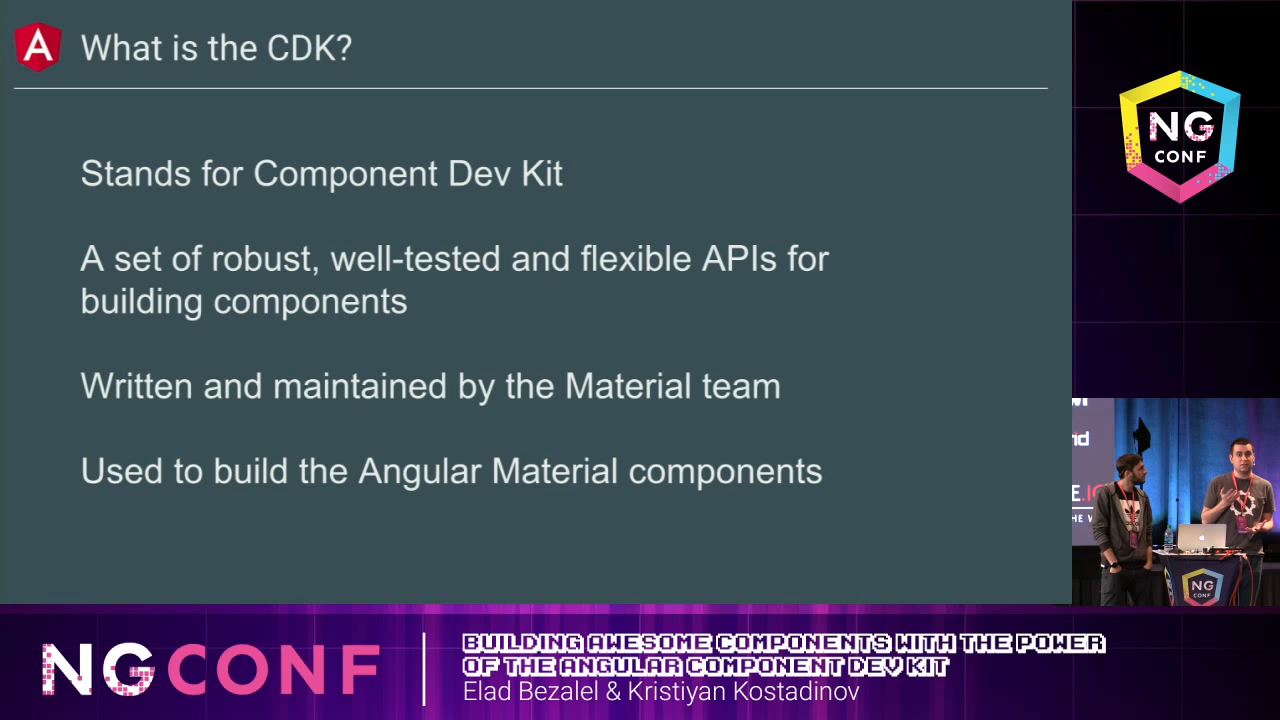 What is the CDK?
Stands for Component Dev Kit
A set of robust, well-tested and flexible APIs for
building components
Written and maintained by the Material team
Used to build the Angular Material components
NG
CONF
rid
NG
CONF
NGCONF
BUILDING AWESOME COMPONENTS WITH THE POWER
OF THE ANGULAR COMPONENT DEV KIT
Elad Bezalel & Kristiyan Kostadinov